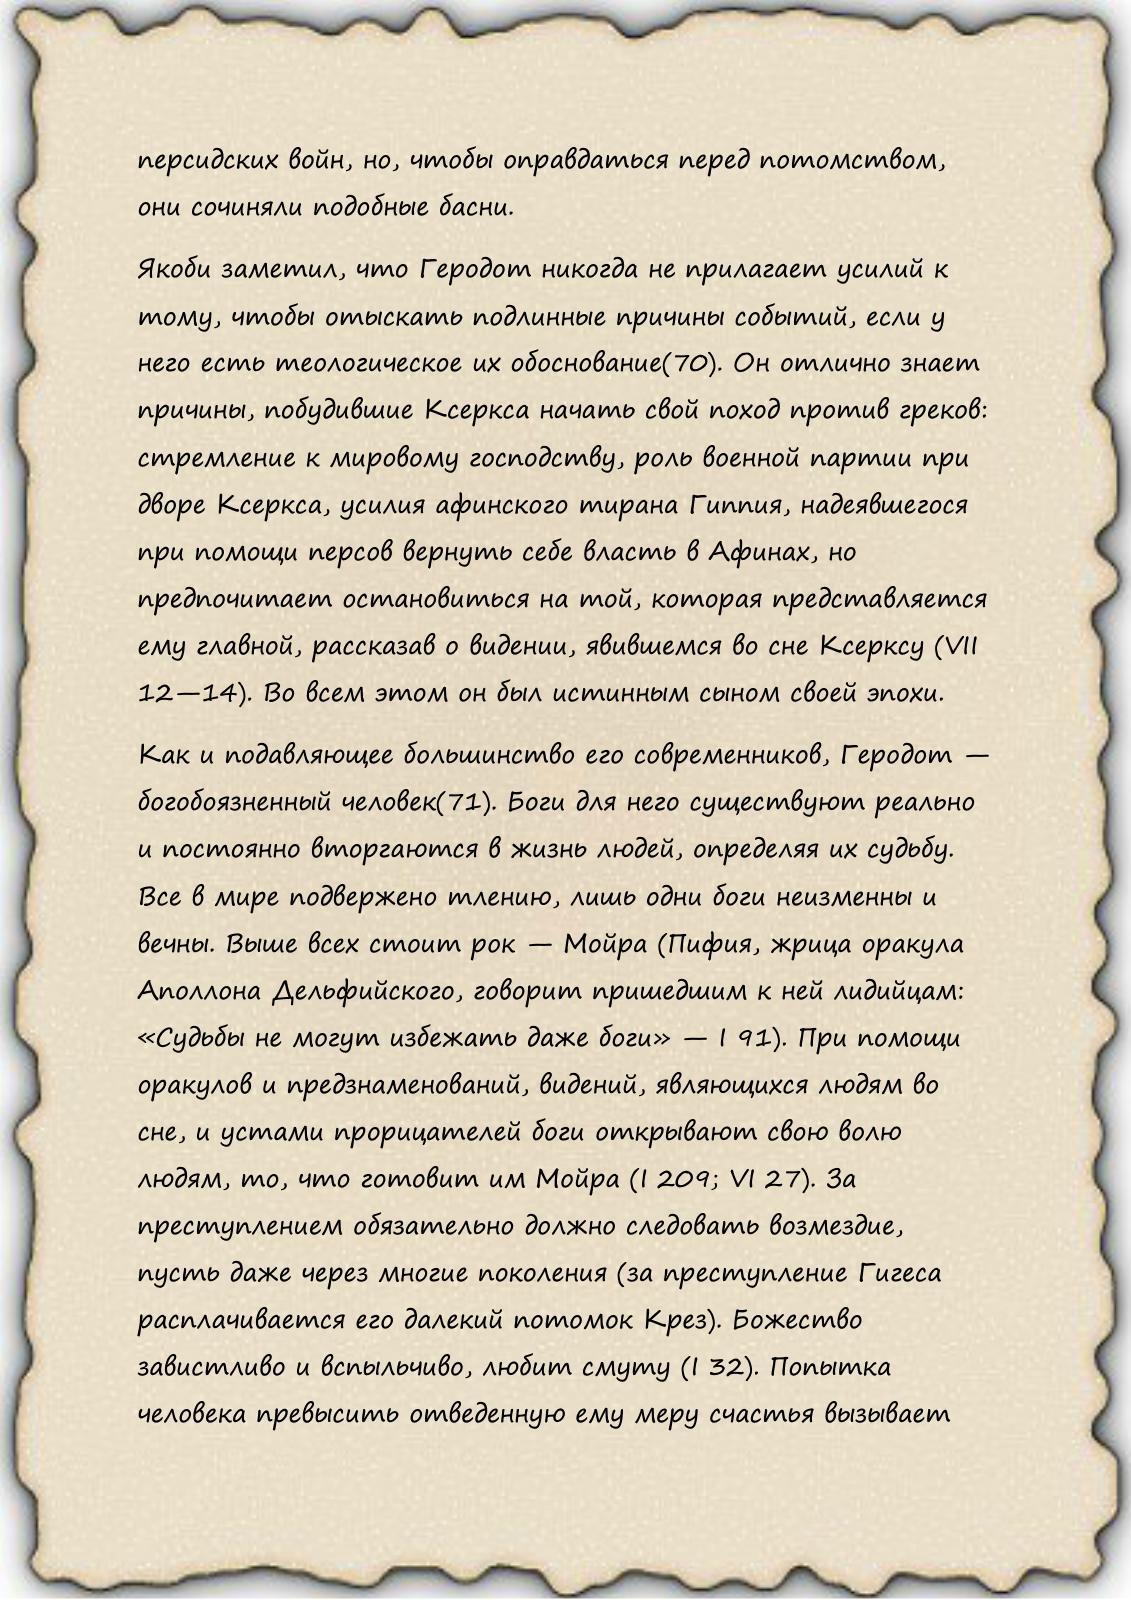 персидских войн, но, чтобы оправдаться перед потомством,
они сочиняли подобные басни.
Якоби заметил, что Геродот никогда не прилагает усилий к
тому, чтобы отыскать подлинные причины событий, если у
него есть теологическое их обоснование(70). Он отлично знает
причины, побудившие Ксеркса начать свой поход против греков:
стремление к мировому господству, роль военной партии при
дворе Ксеркса, усилия афинского тирана Гиппия, надеявшегося
при помощи персов вернуть себе власть в Афинах, но
предпочитает остановиться на той, которая представляется
ему главной, рассказав о видении, явившемся во сне Ксерксу (VII
12—14). Во всем этом он был истинным сыном своей эпохи.
Как и подавляющее большинство его современников, Геродот —
богобоязненный человек(71). Боги для него существуют реально
и постоянно вторгаются в жизнь людей, определяя их судьбу.
Все в мире подвержено тлению, лишь одни боги неизменны и
вечны. Выше всех стоит рок — Мойра (Пифия, жрица оракула
Аполлона Дельфийского, говорит пришедшим к ней лидийцам:
«Судьбы не могут избежать даже боги» — I 91). При помощи
оракулов и предзнаменований, видений, являющихся людям во
сне, и устами прорицателей боги открывают свою волю
людям, то, что готовит им Мойра (I 209; VI 27). За
преступлением обязательно должно следовать возмездие,
пусть даже через многие поколения (за преступление Гигеса
расплачивается его далекий потомок Крез). Божество
завистливо и вспыльчиво, любит смуту (I 32). Попытка
человека превысить отведенную ему меру счастья вызывает